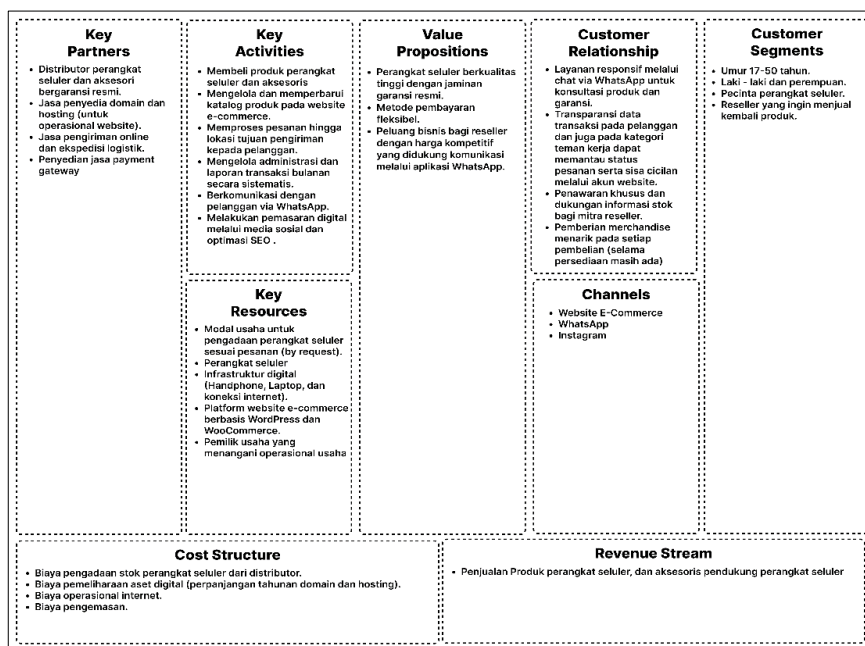 Key
Partners
• Distributor perangkat
seluler dan aksesori
bergaransi resmi.
• Jasa penyedia domain dan
hosting (untuk
operasional website).
• Jasa pengiriman online
dan ekspedisi logistik.
• Penyedian jasa payment
gateway
Key
Activities
• Membeli produk perangkat
seluler dan aksesoris
• Mengelola dan memperbarui
katalog produk pada website
e-commerce.
• Memproses pesanan hingga
lokasi tujuan pengiriman
kepada pelanggan.
• Mengelola administrasi dan
laporan transaksi bulanan
secara sistematis.
• Berkomunikasi dengan
pelanggan via WhatsApp.
• Melakukan pemasaran digital
melalui media sosial dan
optimasi SEO .
Key
Resources
• Modal usaha untuk
pengadaan perangkat seluler
sesuai pesanan (by request).
• Perangkat seluler
• Infrastruktur digital
(Handphone, Laptop, dan
koneksi internet).
• Platform website e-commerce
berbasis WordPress dan
WooCommerce.
• Pemilik usaha yang
menangani operasional usaha
Value
Propositions
• Perangkat seluler berkualitas
tinggi dengan jaminan
garansi resmi.
• Metode pembayaran
fleksibel.
• Peluang bisnis bagi reseller
dengan harga kompetitif
yang didukung komunikasi
melalui aplikasi WhatsApp.
Customer
Relationship
• Layanan responsif melalui
chat via WhatsApp untuk
konsultasi produk dan
garansi.
• Transparansi data
transaksi pada pelanggan
dan juga pada kategori
teman kerja dapat
memantau status
pesanan serta sisa cicilan
melalui akun website.
• Penawaran khusus dan
dukungan informasi stok
bagi mitra reseller.
• Pemberian merchandise
menarik pada setiap
pembelian (selama
persediaan masih ada)
Channels
• Website E-Commerce
• WhatsApp
• Instagram
Customer
Segments
• Umur 17-50 tahun.
• Laki - laki dan perempuan.
• Pecinta perangkat seluler.
• Reseller yang ingin menjual
kembali produk.
Cost Structure
• Biaya pengadaan stok perangkat seluler dari distributor.
• Biaya pemeliharaan aset digital (perpanjangan tahunan domain dan hosting).
• Biaya operasional internet.
• Biaya pengemasan.
Revenue Stream
• Penjualan Produk perangkat seluler, dan aksesoris pendukung perangkat seluler